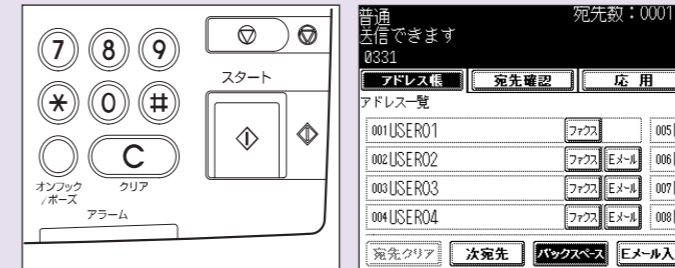 7 8 9
スタート
* 0 #
C
オンフック クリア
/ポーズ
アラーム
普通 宛先数:0001
送信できます
0331
アドレス帳 宛先確認 応 用
アドレス一覧
001 USER01 ファクス 005
002 USER02 ファクス Eメール 006
003 USER03 ファクス Eメール 007
004 USER04 ファクス Eメール 008
宛先クリア 次宛先 バックスペース Eメール入